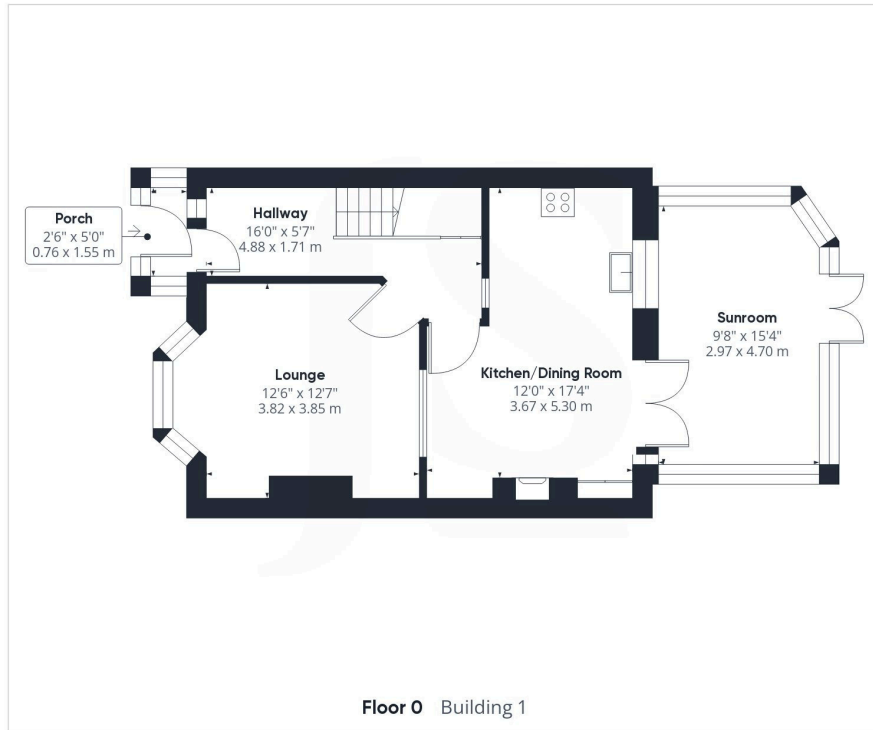 Porch
2'6" x 5'0"
0.76 x 1.55 m
Hallway
16'0" x 5'7"
4.88 x 1.71 m
Lounge
12'6" x 12'7"
3.82 x 3.85 m
Kitchen/Dining Room
12'0" x 17'4"
3.67 x 5.30 m
Sunroom
9'8" x 15'4"
2.97 x 4.70 m
JS
Floor 0 Building 1